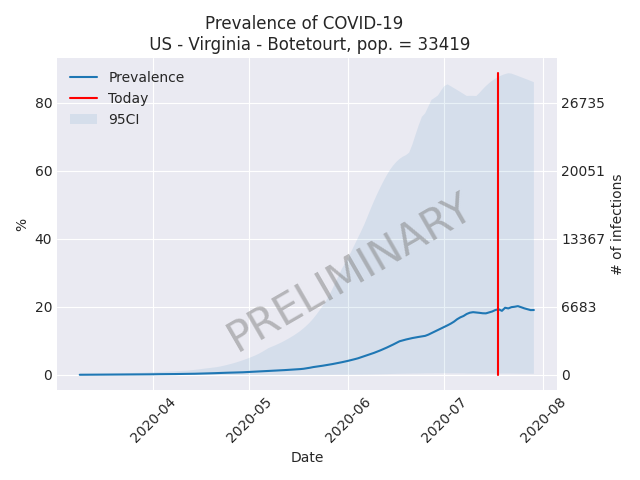 Prevalence of COVID-19
US - Virginia - Botetourt, pop. = 33419
Prevalence
Today
95CI
80
60
40
20
0
%
26735
20051
13367
6683
0
# of infections
PRELIMINARY
2020-04
2020-05
2020-06
2020-07
2020-08
Date